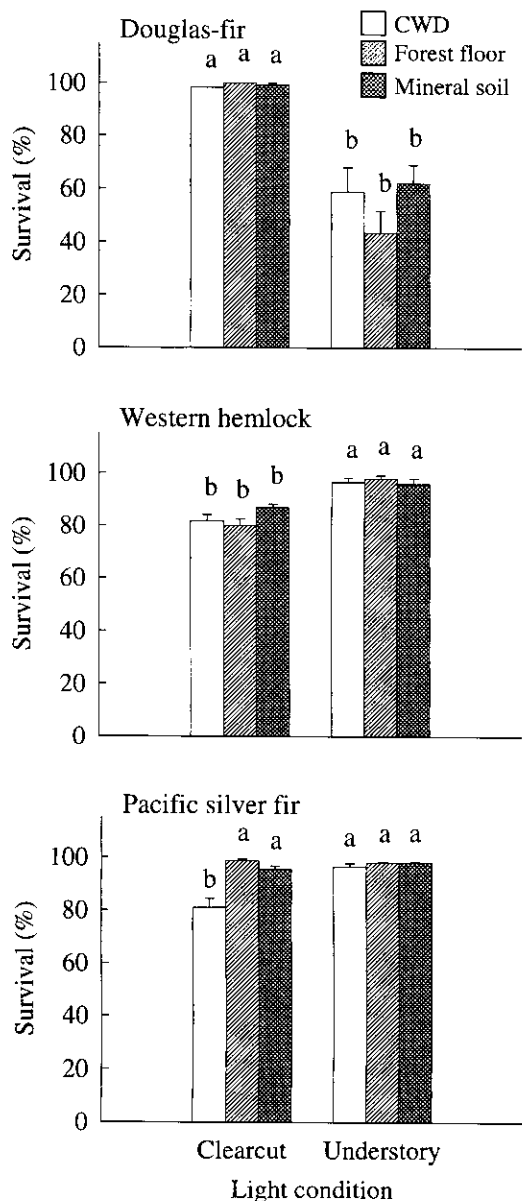 Douglas-fir
CWD
Forest floor
Mineral soil
a a a
100
80
60
40
20
0
b b b
Survival (%)
Western hemlock
a a a
b b b
100
80
60
40
20
0
Survival (%)
Pacific silver fir
a a a a a
b
100
80
60
40
20
0
Survival (%)
Clearcut Understory
Light condition